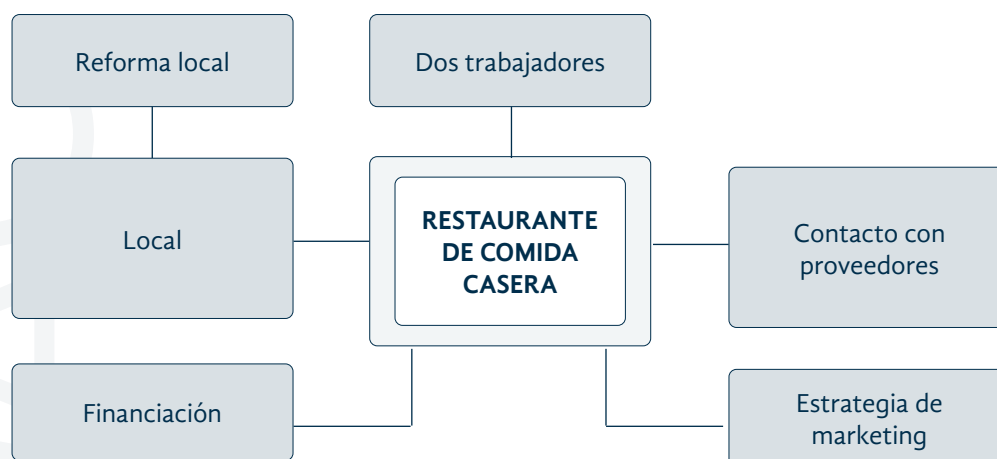 Reforma local
Dos trabajadores
Local
RESTAURANTE
DE COMIDA
CASERA
Contacto con
proveedores
Financiación
Estrategia de
marketing